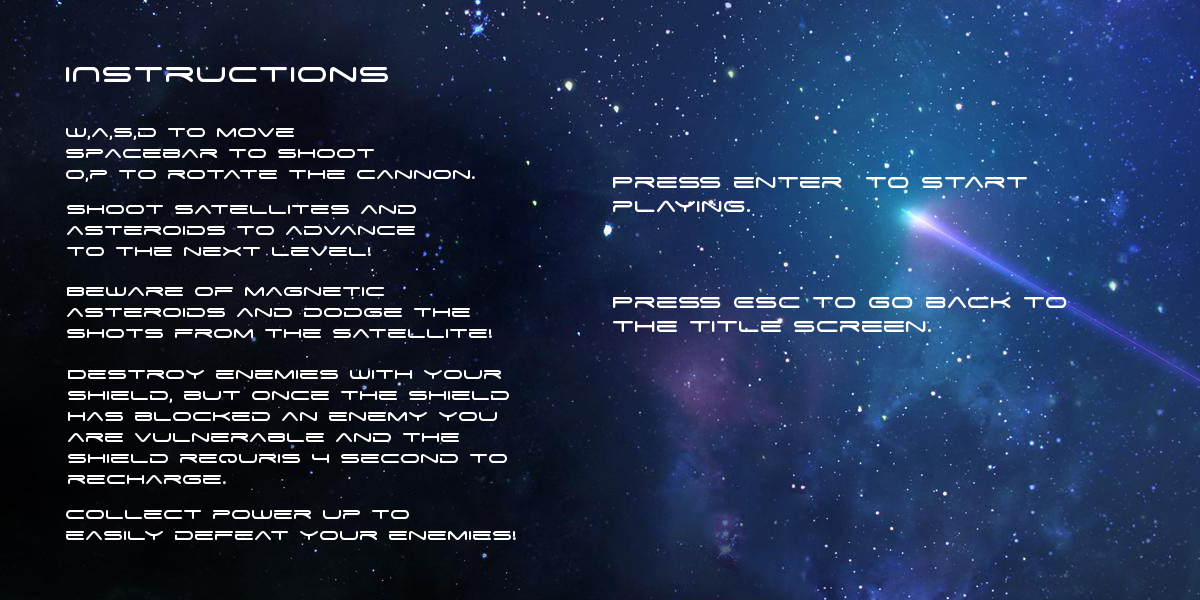 INSTRUCTIONS
W,A,S,D TO MOVE
SPACEBAR TO SHOOT
O,P TO ROTATE THE CANNON.
SHOOT SATELLITES AND
ASTEROIDS TO ADVANCE
TO THE NEXT LEVEL!
BEWARE OF MAGNETIC
ASTEROIDS AND DODGE THE
SHOTS FROM THE SATELLITE!
DESTROY ENEMIES WITH YOUR
SHIELD, BUT ONCE THE SHIELD
HAS BLOCKED AN ENEMY YOU
ARE VULNERABLE AND THE
SHIELD REQURIS 4 SECOND TO
RECHARGE.
COLLECT POWER UP TO
EASILY DEFEAT YOUR ENEMIES!
PRESS ENTER TO START
PLAYING.
PRESS ESC TO GO BACK TO
THE TITLE SCREEN.